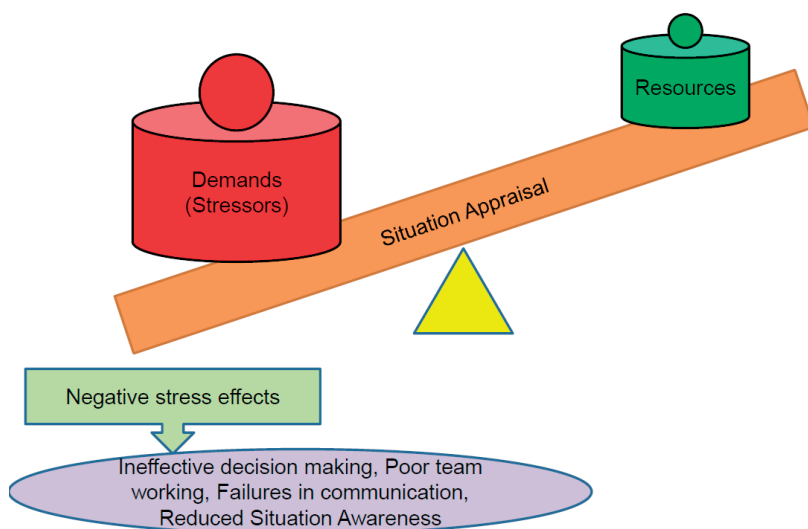 Resources
Demands
(Stressors)
Situation Appraisal
Negative stress effects
Ineffective decision making, Poor team
working, Failures in communication,
Reduced Situation Awareness